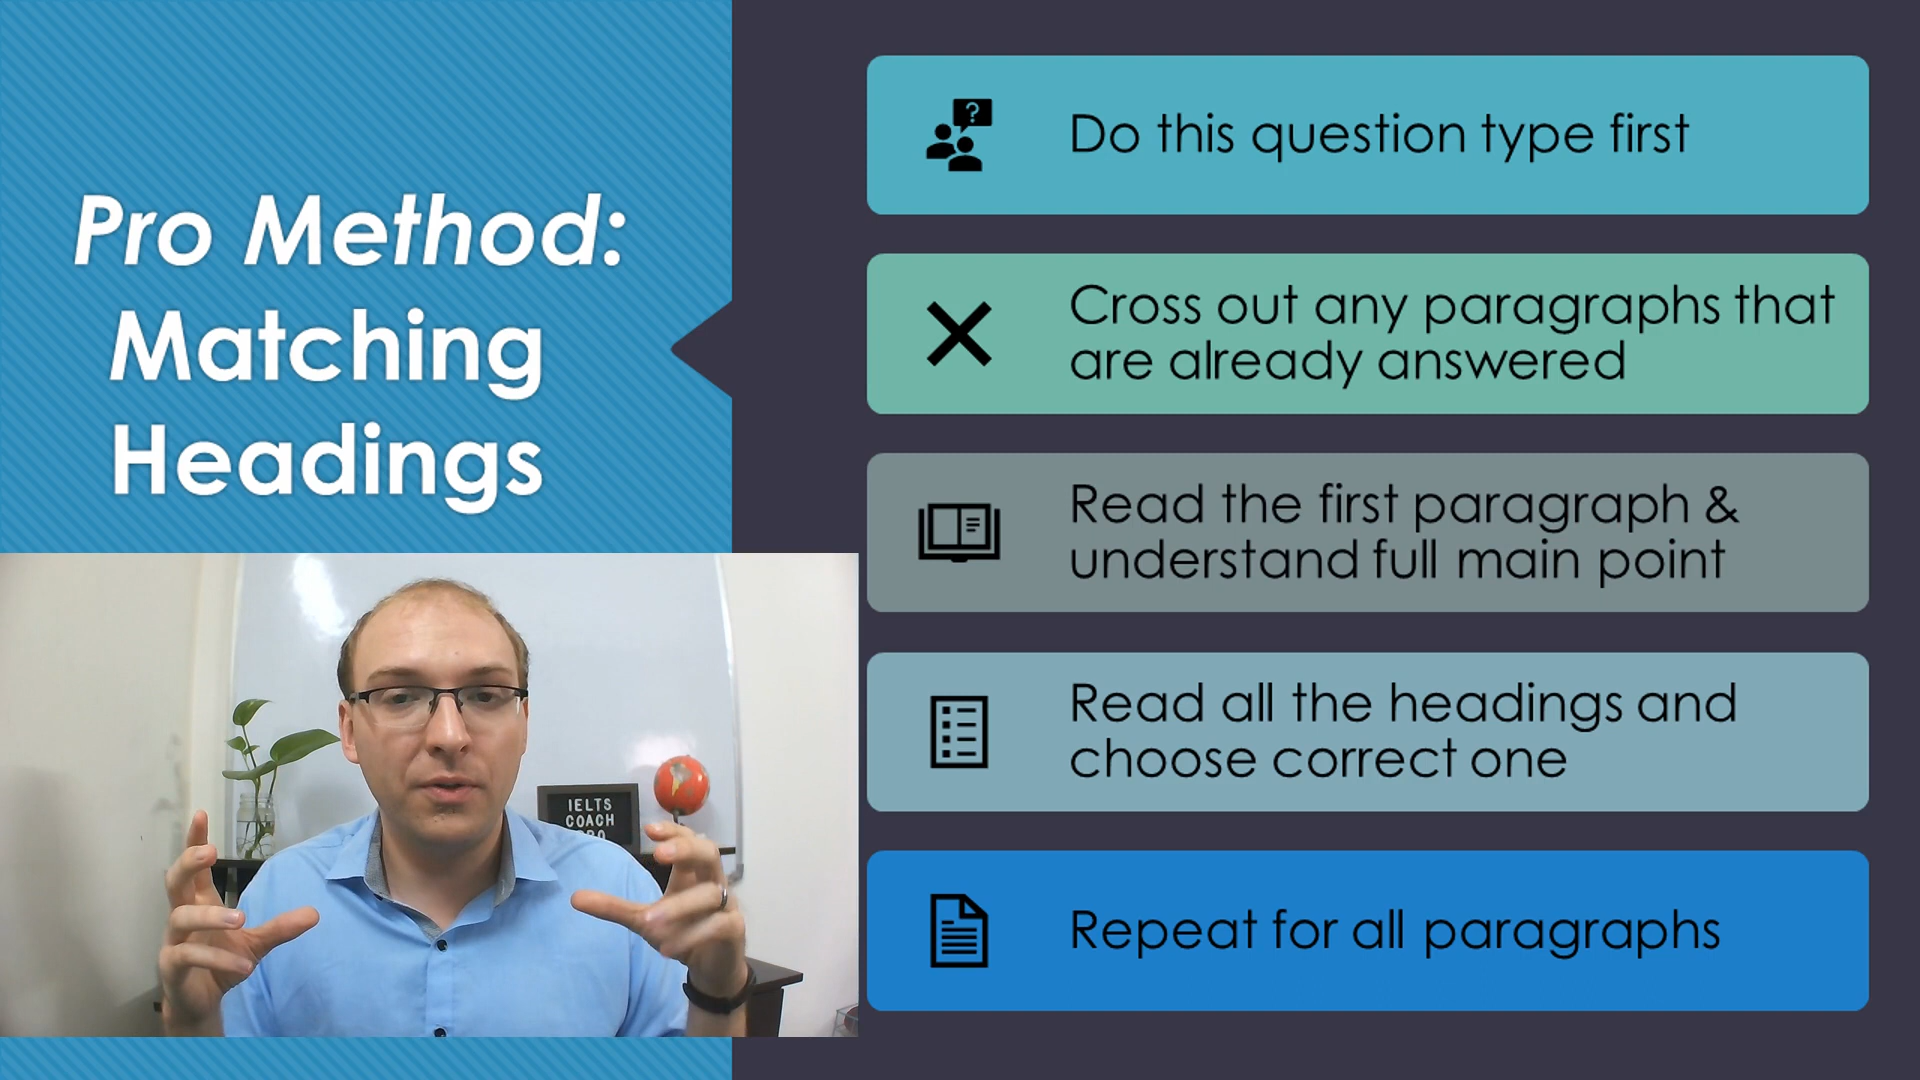 Pro Method:
Matching
Headings
Do this question type first
Cross out any paragraphs that
are already answered
Read the first paragraph &
understand full main point
Read all the headings and
choose correct one
Repeat for all paragraphs
?
IELTS
COACH